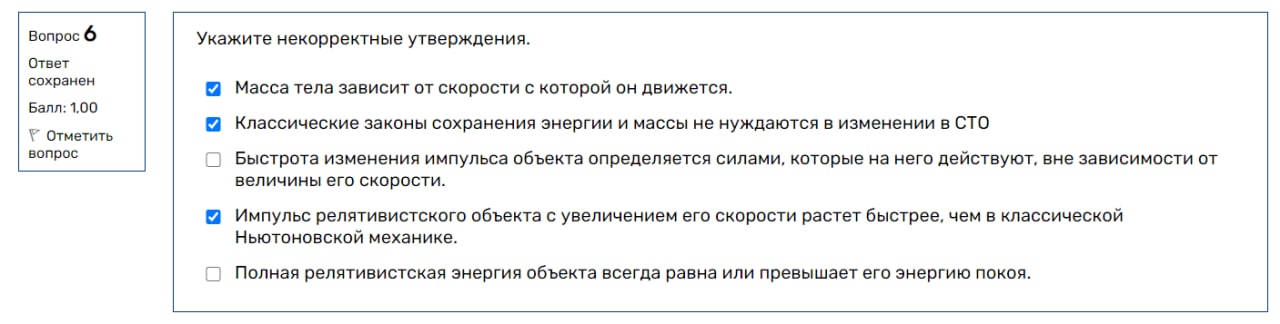 Вопрос 6
Ответ
сохранен
Балл: 1,00
Отметить
вопрос
Укажите некорректные утверждения.
Масса тела зависит от скорости с которой он движется.
Классические законы сохранения энергии и массы не нуждаются в изменении в СТО
Быстрота изменения импульса объекта определяется силами, которые на него действуют, вне зависимости от
величины его скорости.
Импульс релятивистского объекта с увеличением его скорости растет быстрее, чем в классической
Ньютоновской механике.
Полная релятивистская энергия объекта всегда равна или превышает его энергию покоя.